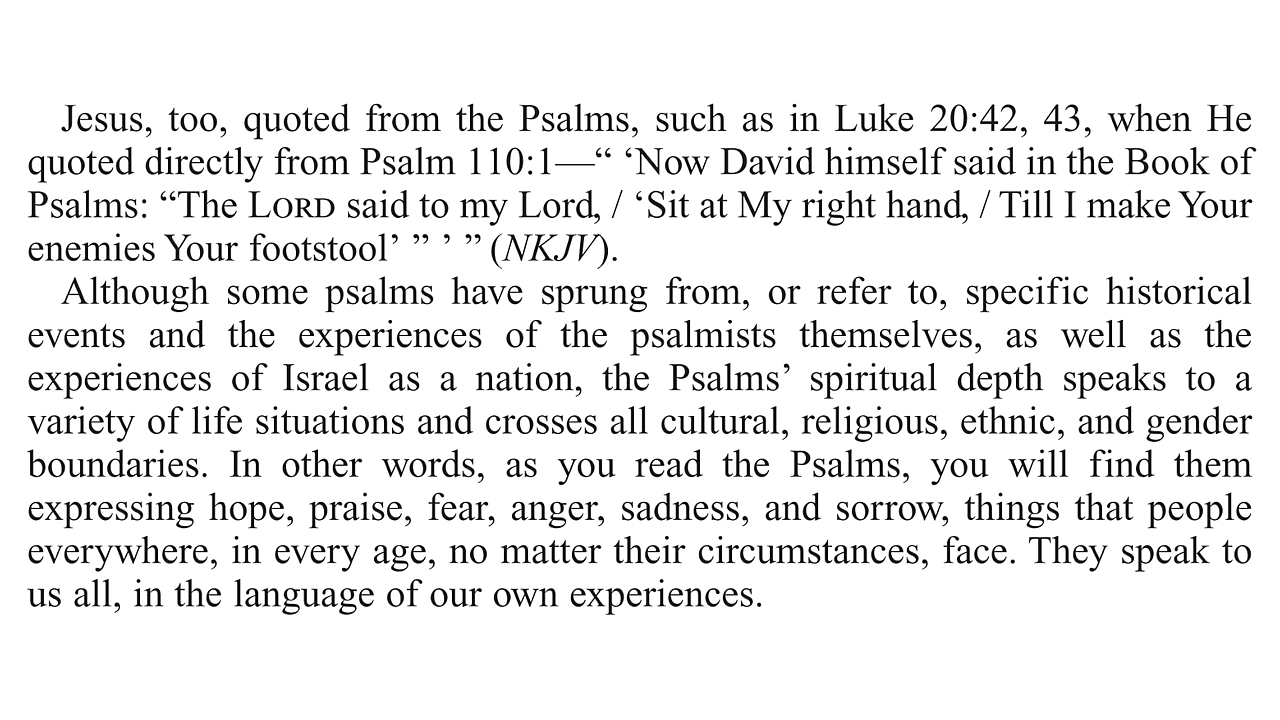 Jesus, too, quoted from the Psalms, such as in Luke 20:42, 43, when He
quoted directly from Psalm 110:1—“ ‘Now David himself said in the Book of
Psalms: “The LORD said to my Lord, / ‘Sit at My right hand, / Till I make Your
enemies Your footstool’ ” ’ ” (NKJV).
Although some psalms have sprung from, or refer to, specific historical
events and the experiences of the psalmists themselves, as well as the
experiences of Israel as a nation, the Psalms’ spiritual depth speaks to a
variety of life situations and crosses all cultural, religious, ethnic, and gender
boundaries. In other words, as you read the Psalms, you will find them
expressing hope, praise, fear, anger, sadness, and sorrow, things that people
everywhere, in every age, no matter their circumstances, face. They speak to
us all, in the language of our own experiences.